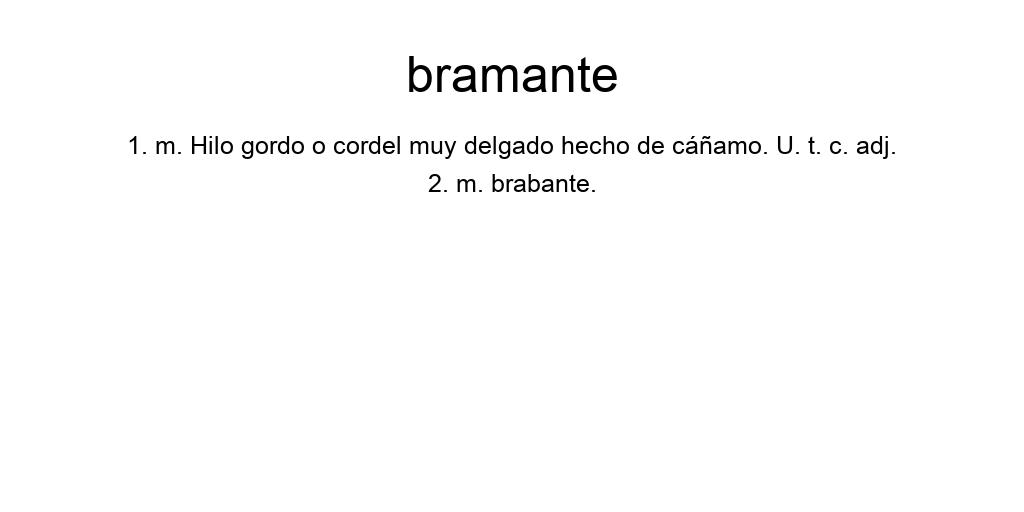 bramante
1. m. Hilo gordo o cordel muy delgado hecho de cáñamo. U. t. c. adj.
2. m. brabante.